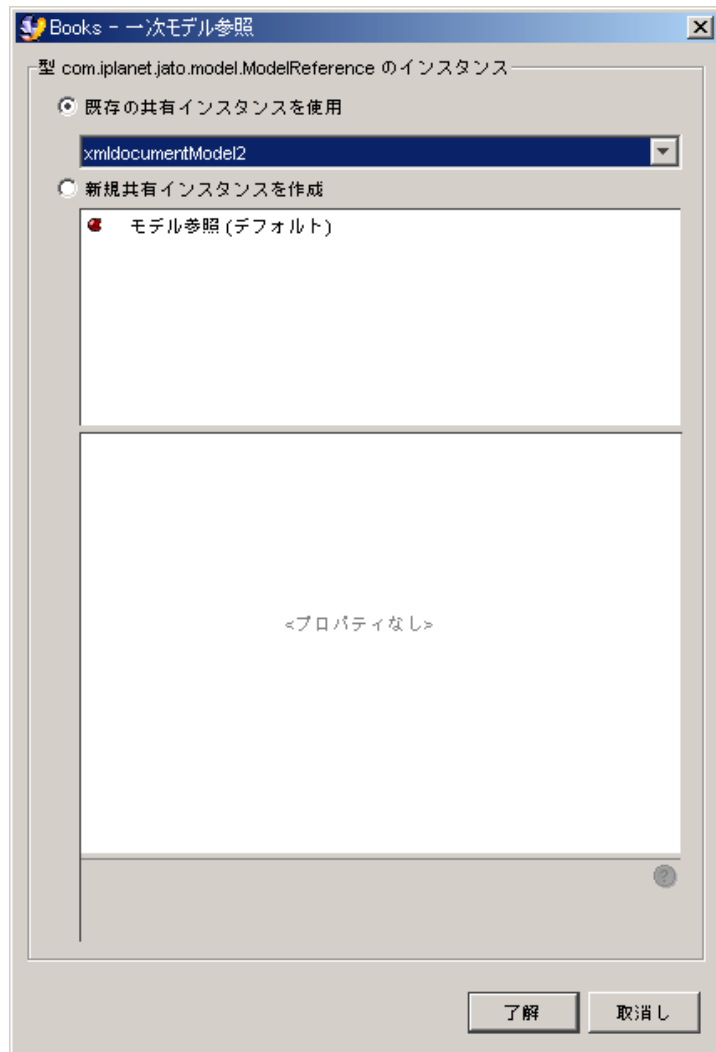 Books - 一次モデル参照
型 com.iplanet.jato.model.ModelReference のインスタンス
既存の共有インスタンスを使用
xmldocumentModel2
新規共有インスタンスを作成
モデル参照 (デフォルト)
<プロパティなし>
?
了解 取消し